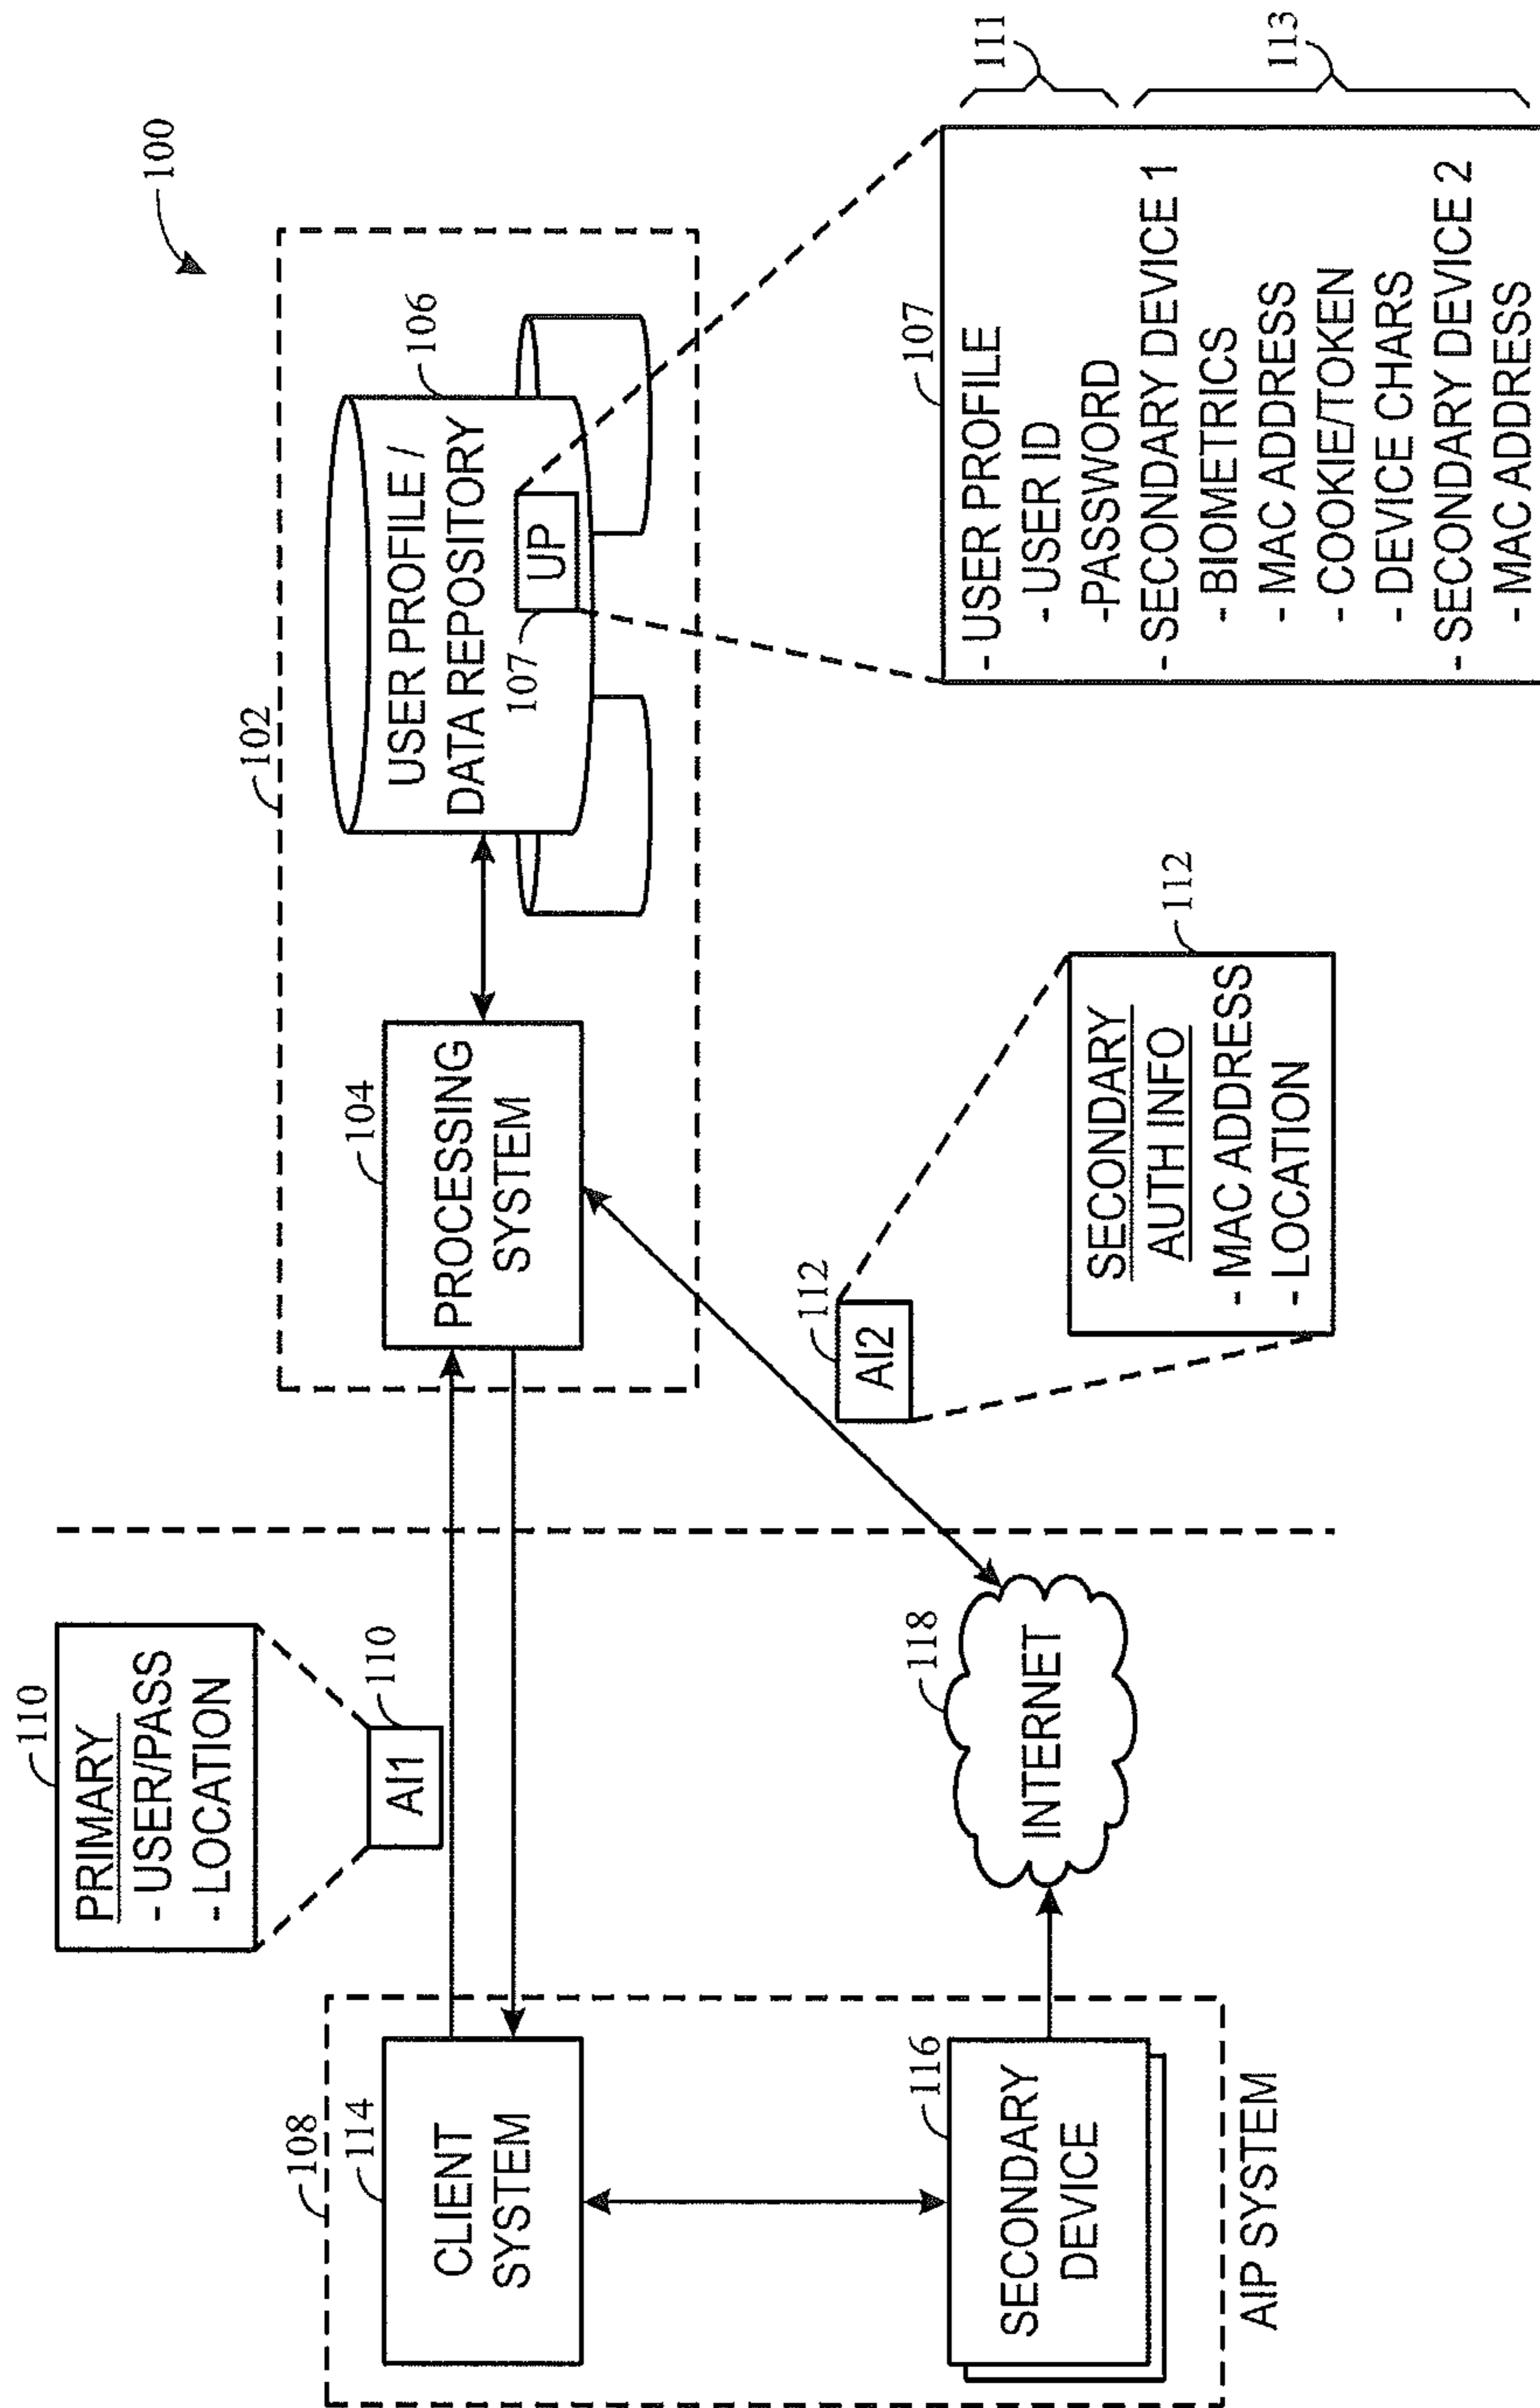 100
110
PRIMARY
- USER/PASS
- LOCATION
110
AI1
102
104
PROCESSING
SYSTEM
106
USER PROFILE /
DATA REPOSITORY
107
UP
108
114
CLIENT
SYSTEM
116
SECONDARY
DEVICE
AIP SYSTEM
118
INTERNET
112
AI2
112
SECONDARY
AUTH INFO
- MAC ADDRESS
- LOCATION
107
- USER PROFILE
- USER ID
-PASSWORD
- SECONDARY DEVICE 1
- BIOMETRICS
- MAC ADDRESS
- COOKIE/TOKEN
- DEVICE CHARS
- SECONDARY DEVICE 2
- MAC ADDRESS
111
113